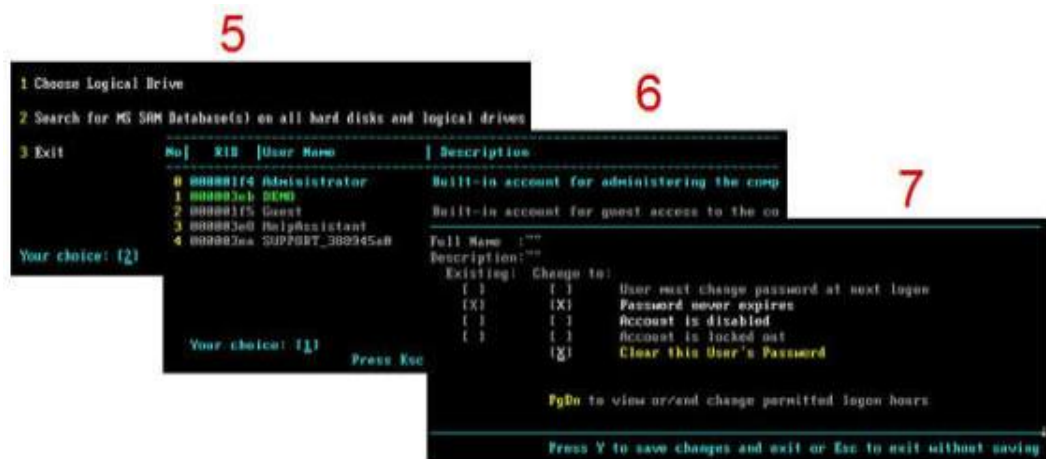 5
1 Choose Logical Drive
2 Search for MS SAM Database(s) on all hard disks and logical drives
3 Exit
Your choice: [2]
6
No| RID |User Name | Description
0 000001f4 Administrator Built-in account for administering the comp
1 000003eb DEMO
2 000001f5 Guest Built-in account for guest access to the co
3 000003e8 HelpAssistant
4 000003ea SUPPORT_388945a0
Your choice: [1]
Press Esc
7
Full Name :""
Description:""
Existing: Change to:
[ ] [ ] User must change password at next logon
[X] [X] Password never expires
[ ] [ ] Account is disabled
[ ] [ ] Account is locked out
[X] Clear this User's Password
PgDn to view or/and change permitted logon hours
Press Y to save changes and exit or Esc to exit without saving